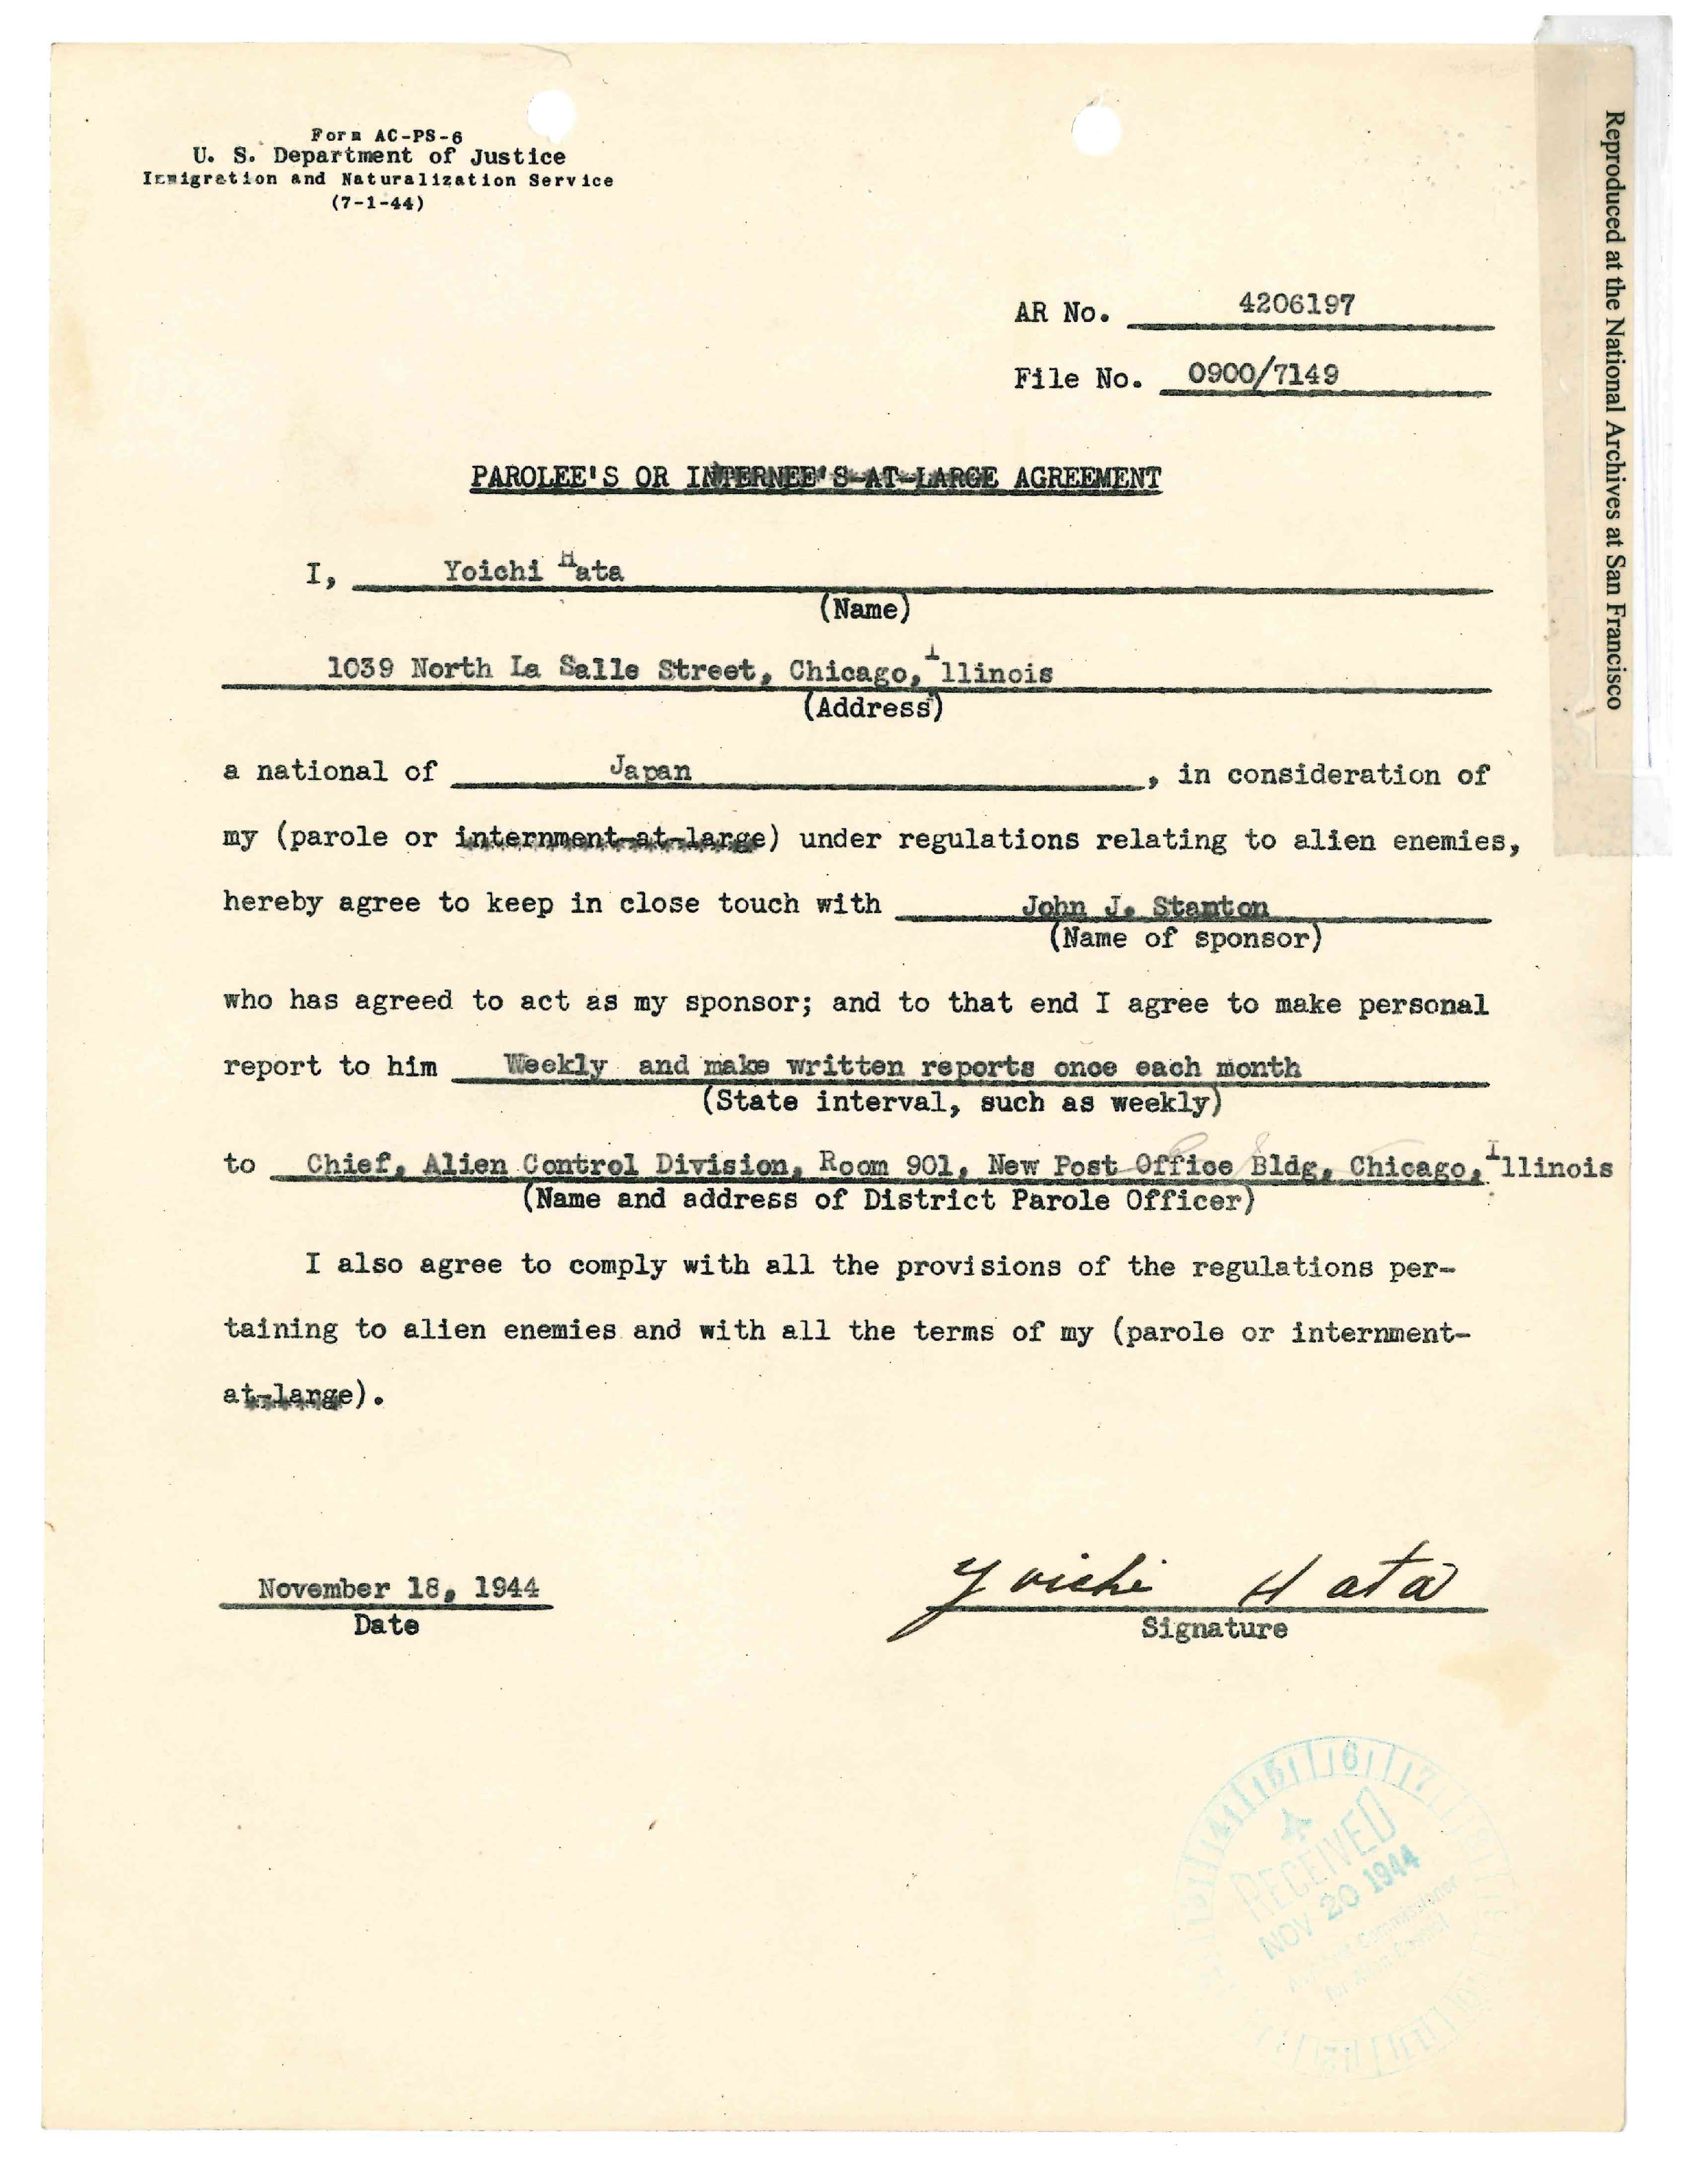 Form AC-PS-6
U. S. Department of Justice
Immigration and Naturalization Service
(7-1-44)
AR No. 4206197
File No. 0900/7149
PAROLEE'S OR INTERNEE'S-AT-LARGE AGREEMENT
I, Yoichi Hata
(Name)
1039 North La Salle Street, Chicago, Illinois
(Address)
a national of Japan, in consideration of
my (parole or internment-at-large) under regulations relating to alien enemies,
hereby agree to keep in close touch with John J. Stanton
(Name of sponsor)
who has agreed to act as my sponsor; and to that end I agree to make personal
report to him Weekly and make written reports once each month
(State interval, such as weekly)
to Chief, Alien Control Division, Room 901, New Post Office Bldg, Chicago, Illinois
(Name and address of District Parole Officer)
I also agree to comply with all the provisions of the regulations per-
taining to alien enemies and with all the terms of my (parole or internment-
at-large).
November 18, 1944
Date
Yoichi Hata
Signature
15 16 17
RECEIVED
NOV 20 1944
Commissioner
Reproduced at the National Archives at San Francisco